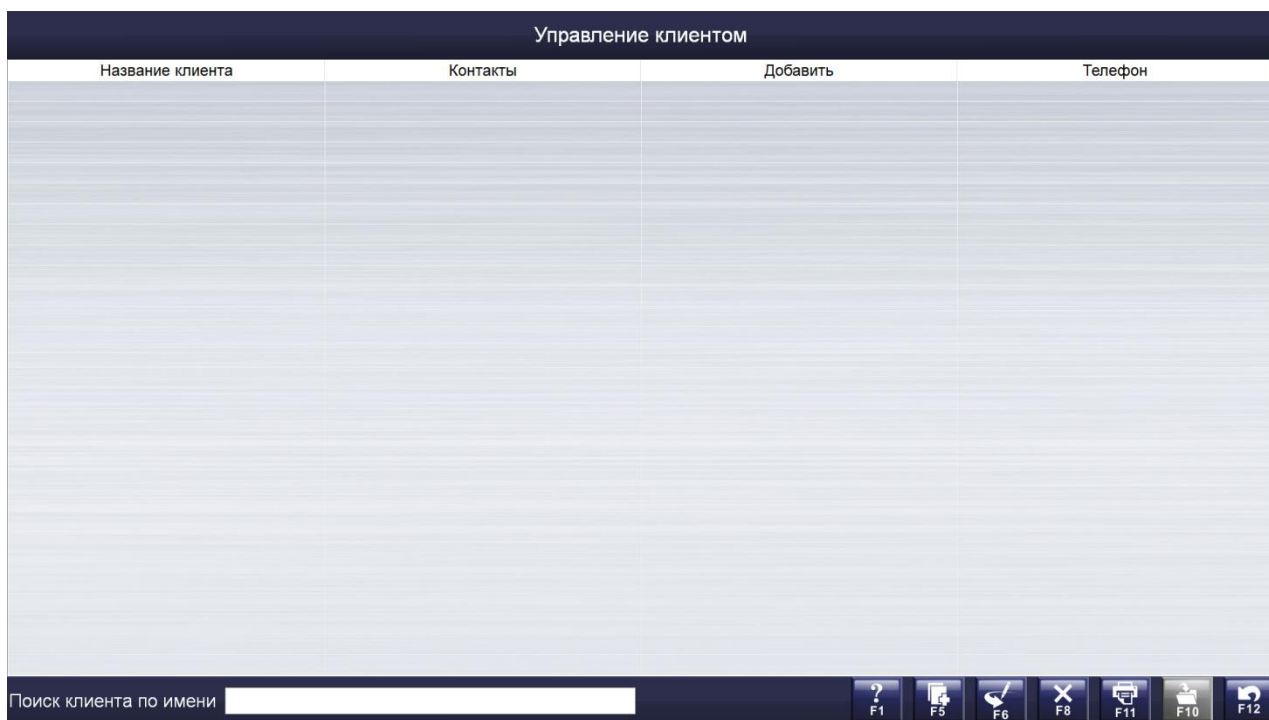 Управление клиентом
Название клиента Контакты Добавить Телефон
Поиск клиента по имени ? F1 F5 F6 F8 F11 F10 F12